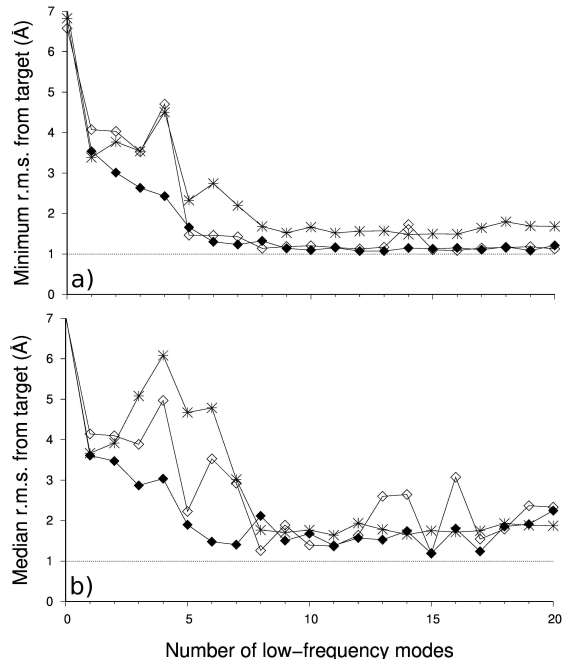 7
6
5
4
3
2
1
0
Minimum r.m.s. from target (Å)
a)
7
6
5
4
3
2
1
0
Median r.m.s. from target (Å)
b)
0 5 10 15 20
Number of low−frequency modes